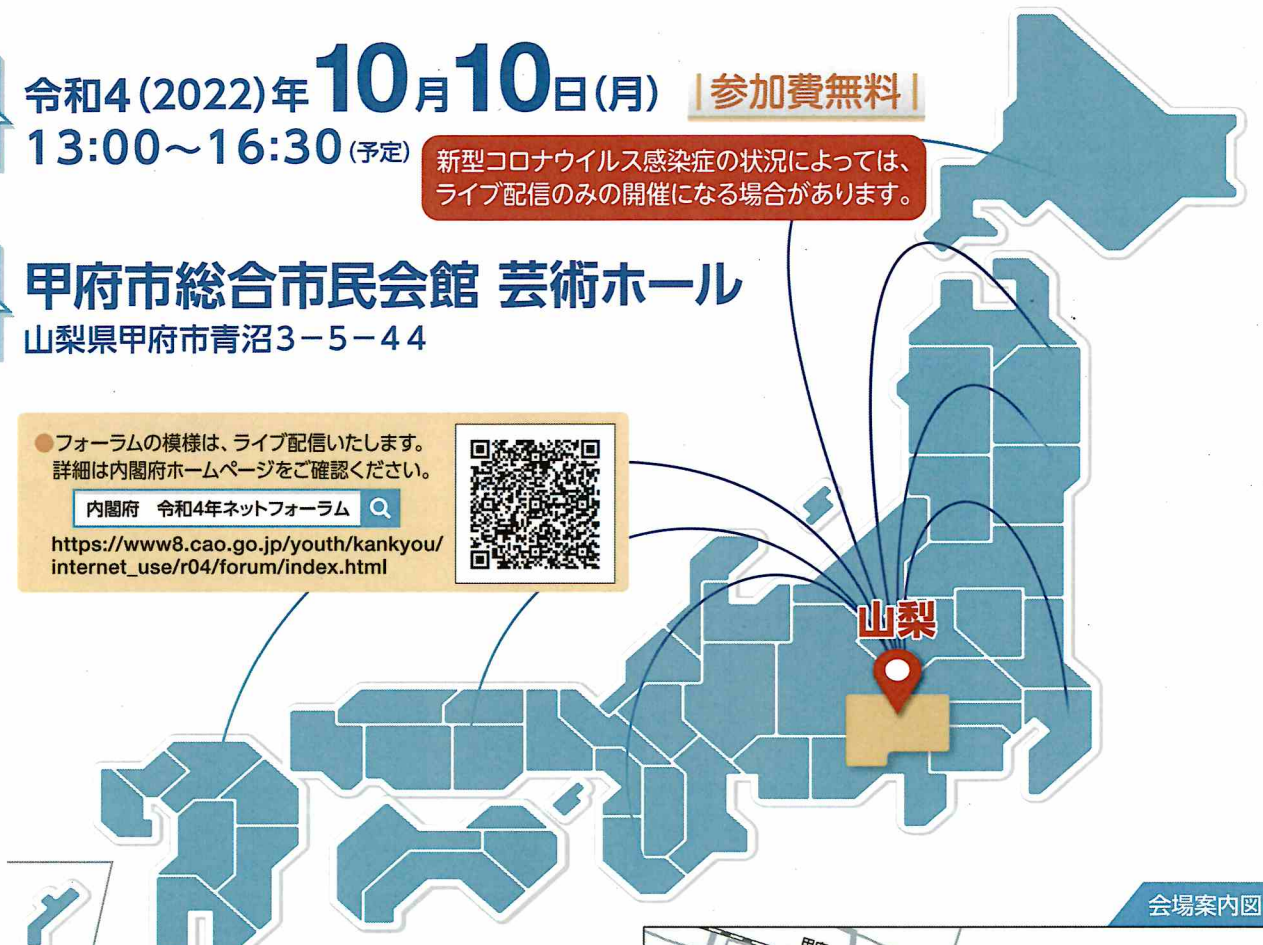 令和4(2022)年10月10日(月)
参加費無料
13:00〜16:30(予定)
新型コロナウイルス感染症の状況によっては、
ライブ配信のみの開催になる場合があります。
甲府市総合市民会館 芸術ホール
山梨県甲府市青沼3−5−44
●フォーラムの模様は、ライブ配信いたします。
詳細は内閣府ホームページをご確認ください。
内閣府 令和4年ネットフォーラム
https://www8.cao.go.jp/youth/kankyou/
internet_use/r04/forum/index.html
山梨
会場案内図